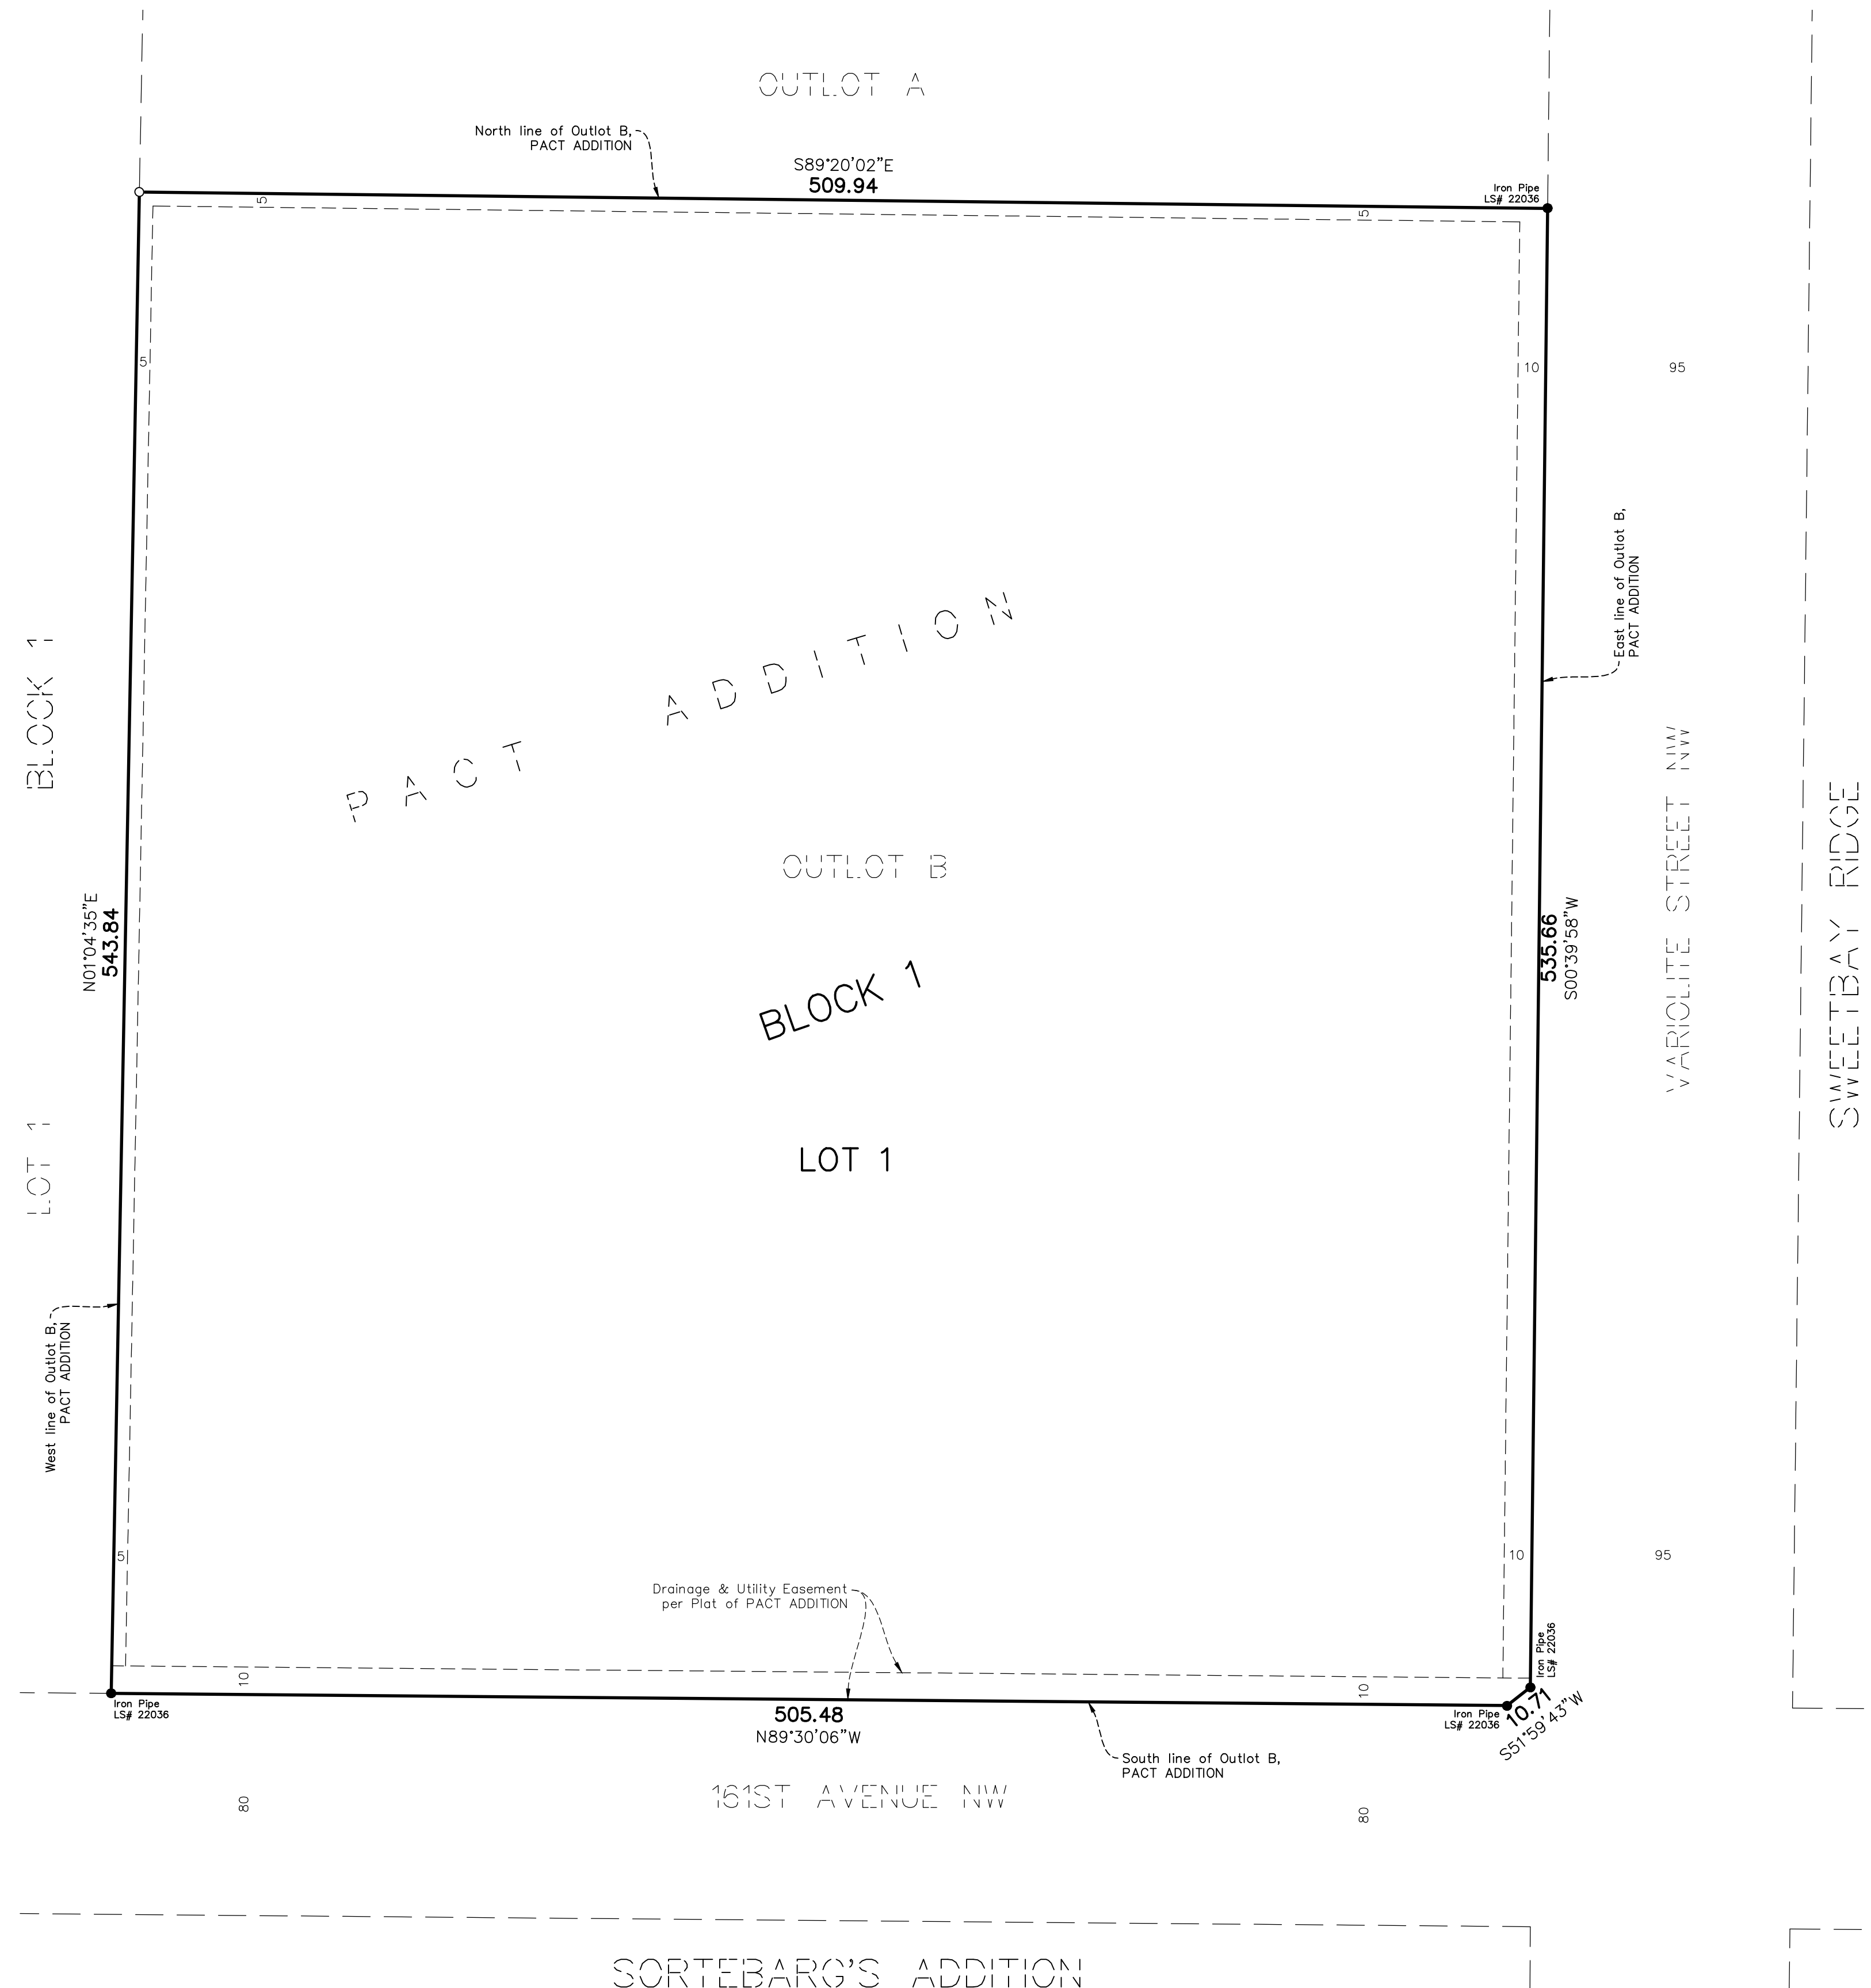 OUTLOT A
North line of Outlot B,
PACT ADDITION
S89°20'02"E
509.94
Iron Pipe
LS# 22036
5
5
5
10
95
East line of Outlot B,
PACT ADDITION
PACT ADDITION
BLOCK 1
OUTLOT B
N01°04'35"E
543.84
535.66
S00°39'58"W
VARIOLITE STREET NW
SWEETBAY RIDGE
BLOCK 1
LOT 1
LOT 1
West line of Outlot B,
PACT ADDITION
5
10
95
Drainage & Utility Easement
per Plat of PACT ADDITION
Iron Pipe
LS# 22036
10
10
Iron Pipe
LS# 22036
505.48
N89°30'06"W
Iron Pipe
LS# 22036
10.71
S51°59'43"W
South line of Outlot B,
PACT ADDITION
161ST AVENUE NW
80
80
SORTEBARG'S ADDITION